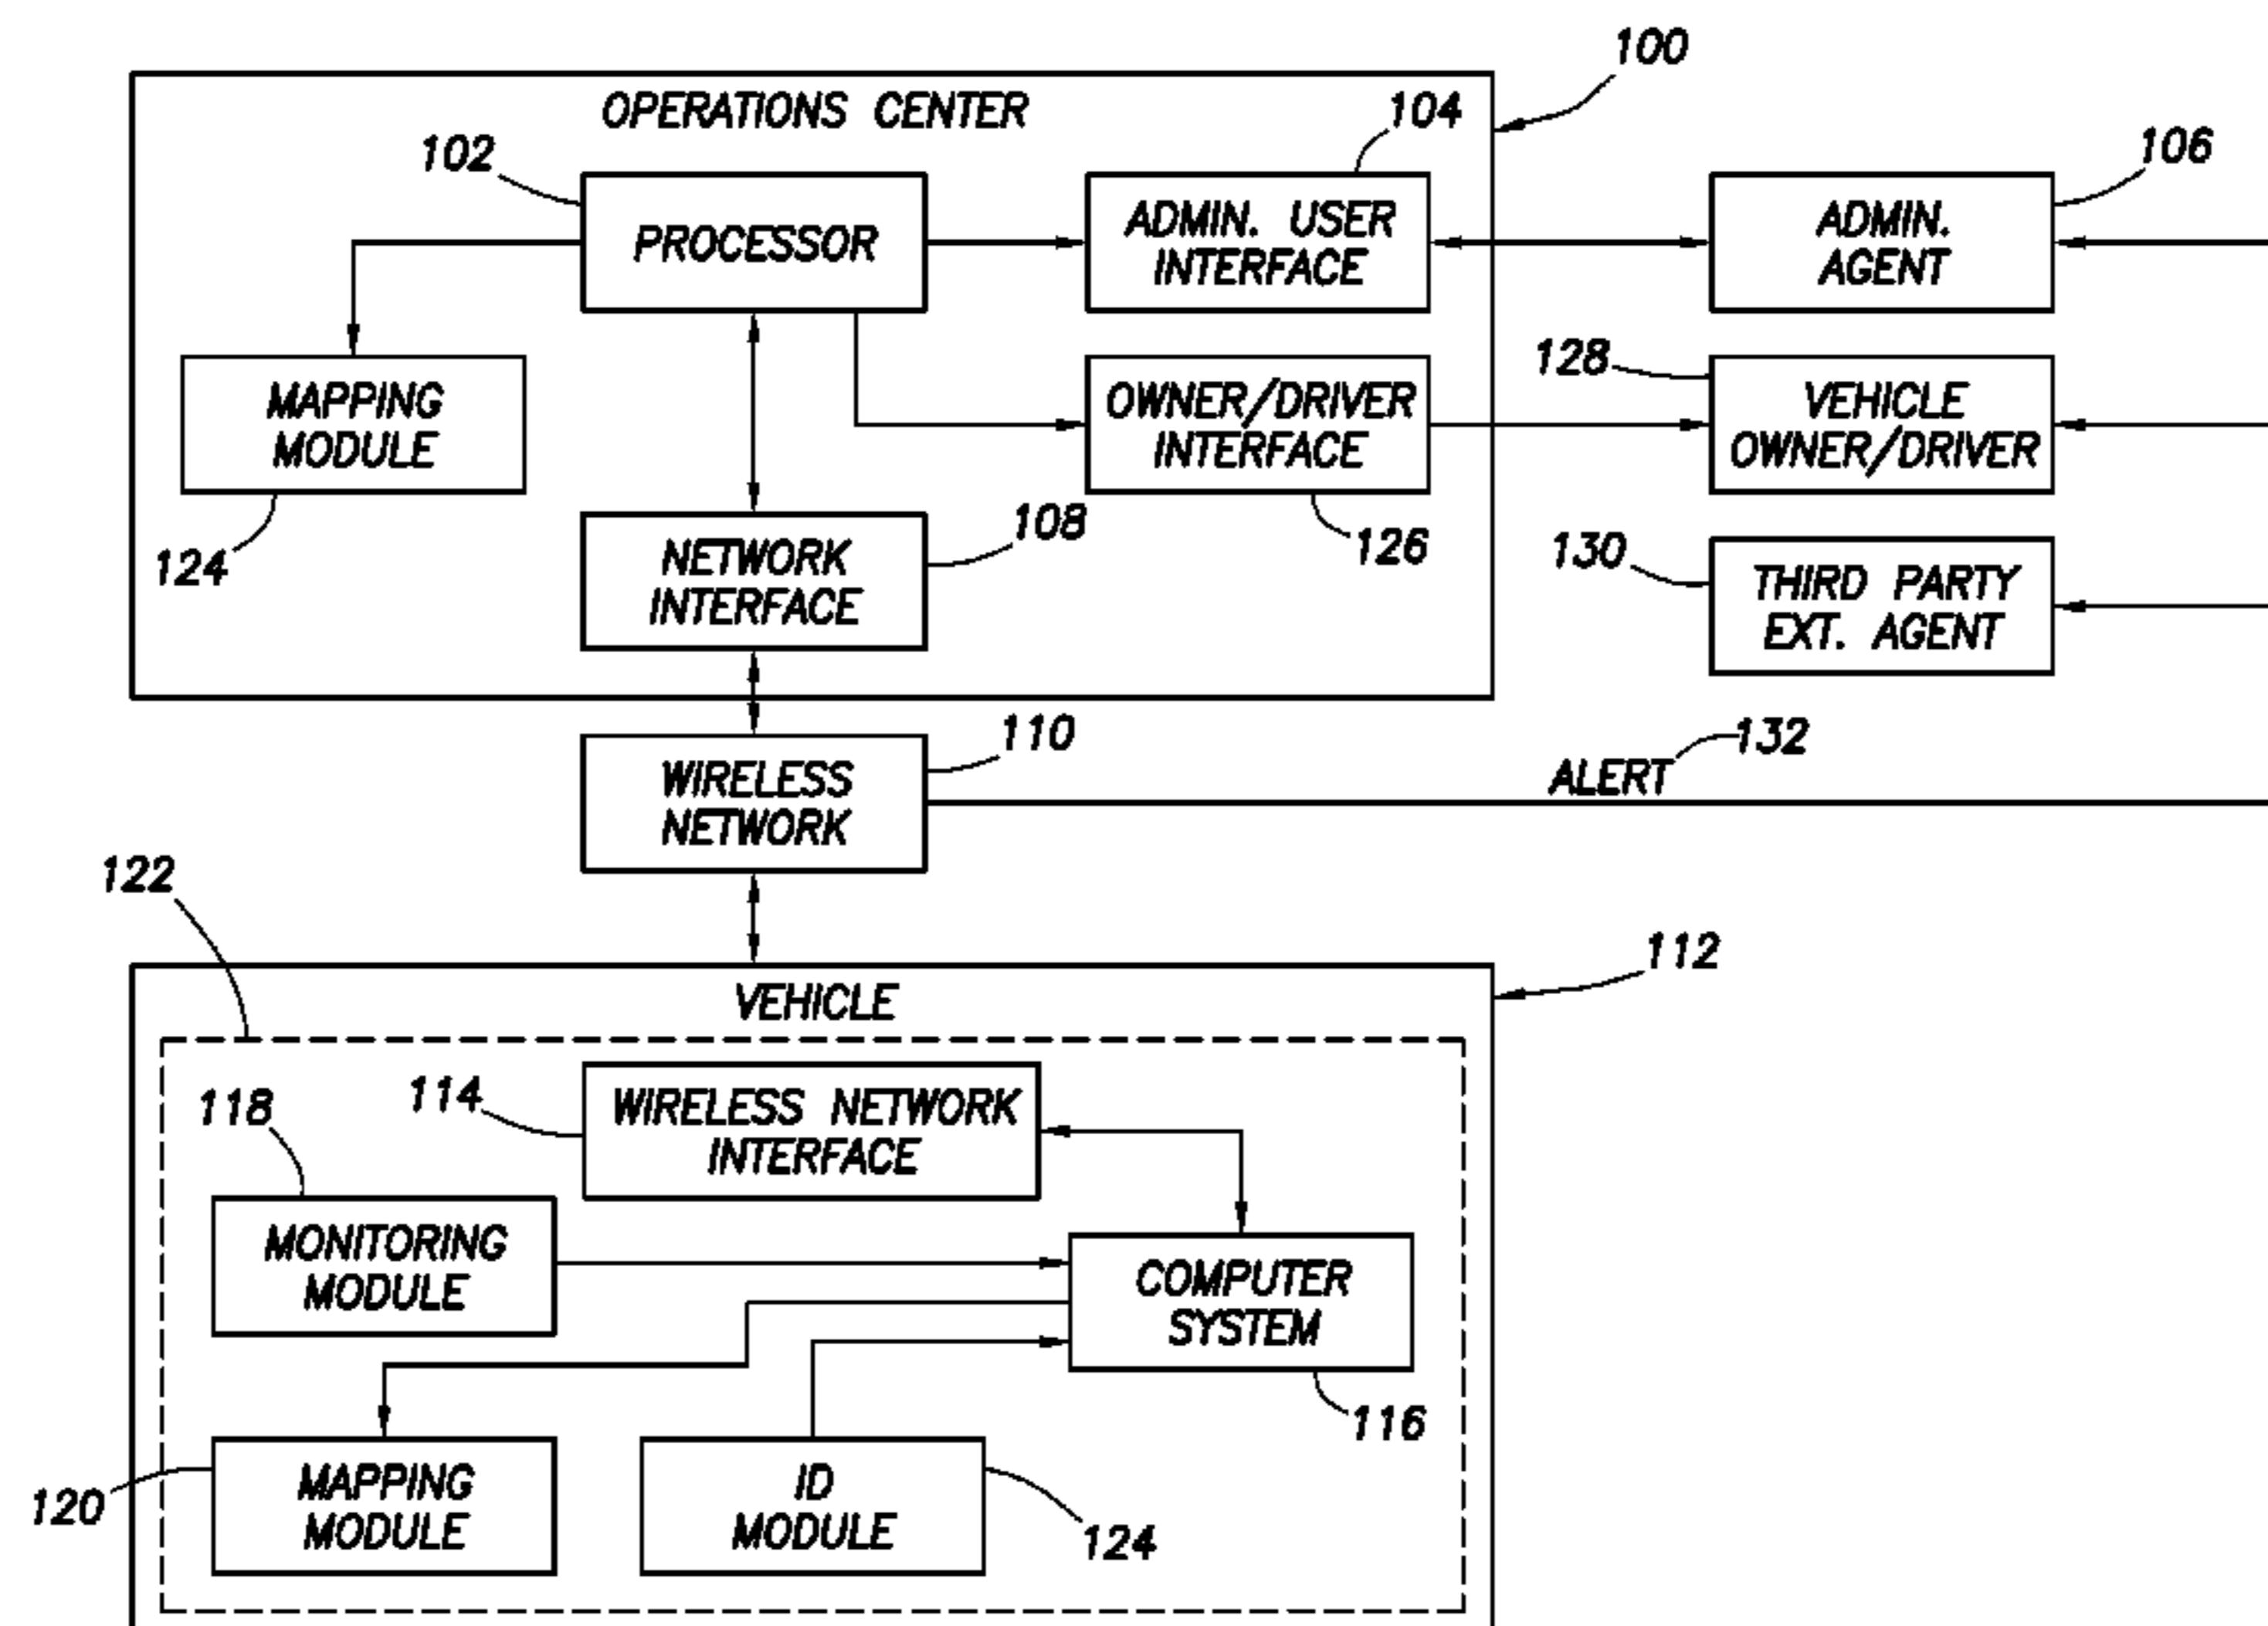 100
OPERATIONS CENTER
104
102
106
PROCESSOR
ADMIN. USER
INTERFACE
ADMIN.
AGENT
128
MAPPING
MODULE
OWNER/DRIVER
INTERFACE
VEHICLE
OWNER/DRIVER
124
108
126
130
NETWORK
INTERFACE
THIRD PARTY
EXT. AGENT
110
132
WIRELESS
NETWORK
ALERT
122
112
VEHICLE
118
114
WIRELESS NETWORK
INTERFACE
MONITORING
MODULE
COMPUTER
SYSTEM
116
120
MAPPING
MODULE
ID
MODULE
124